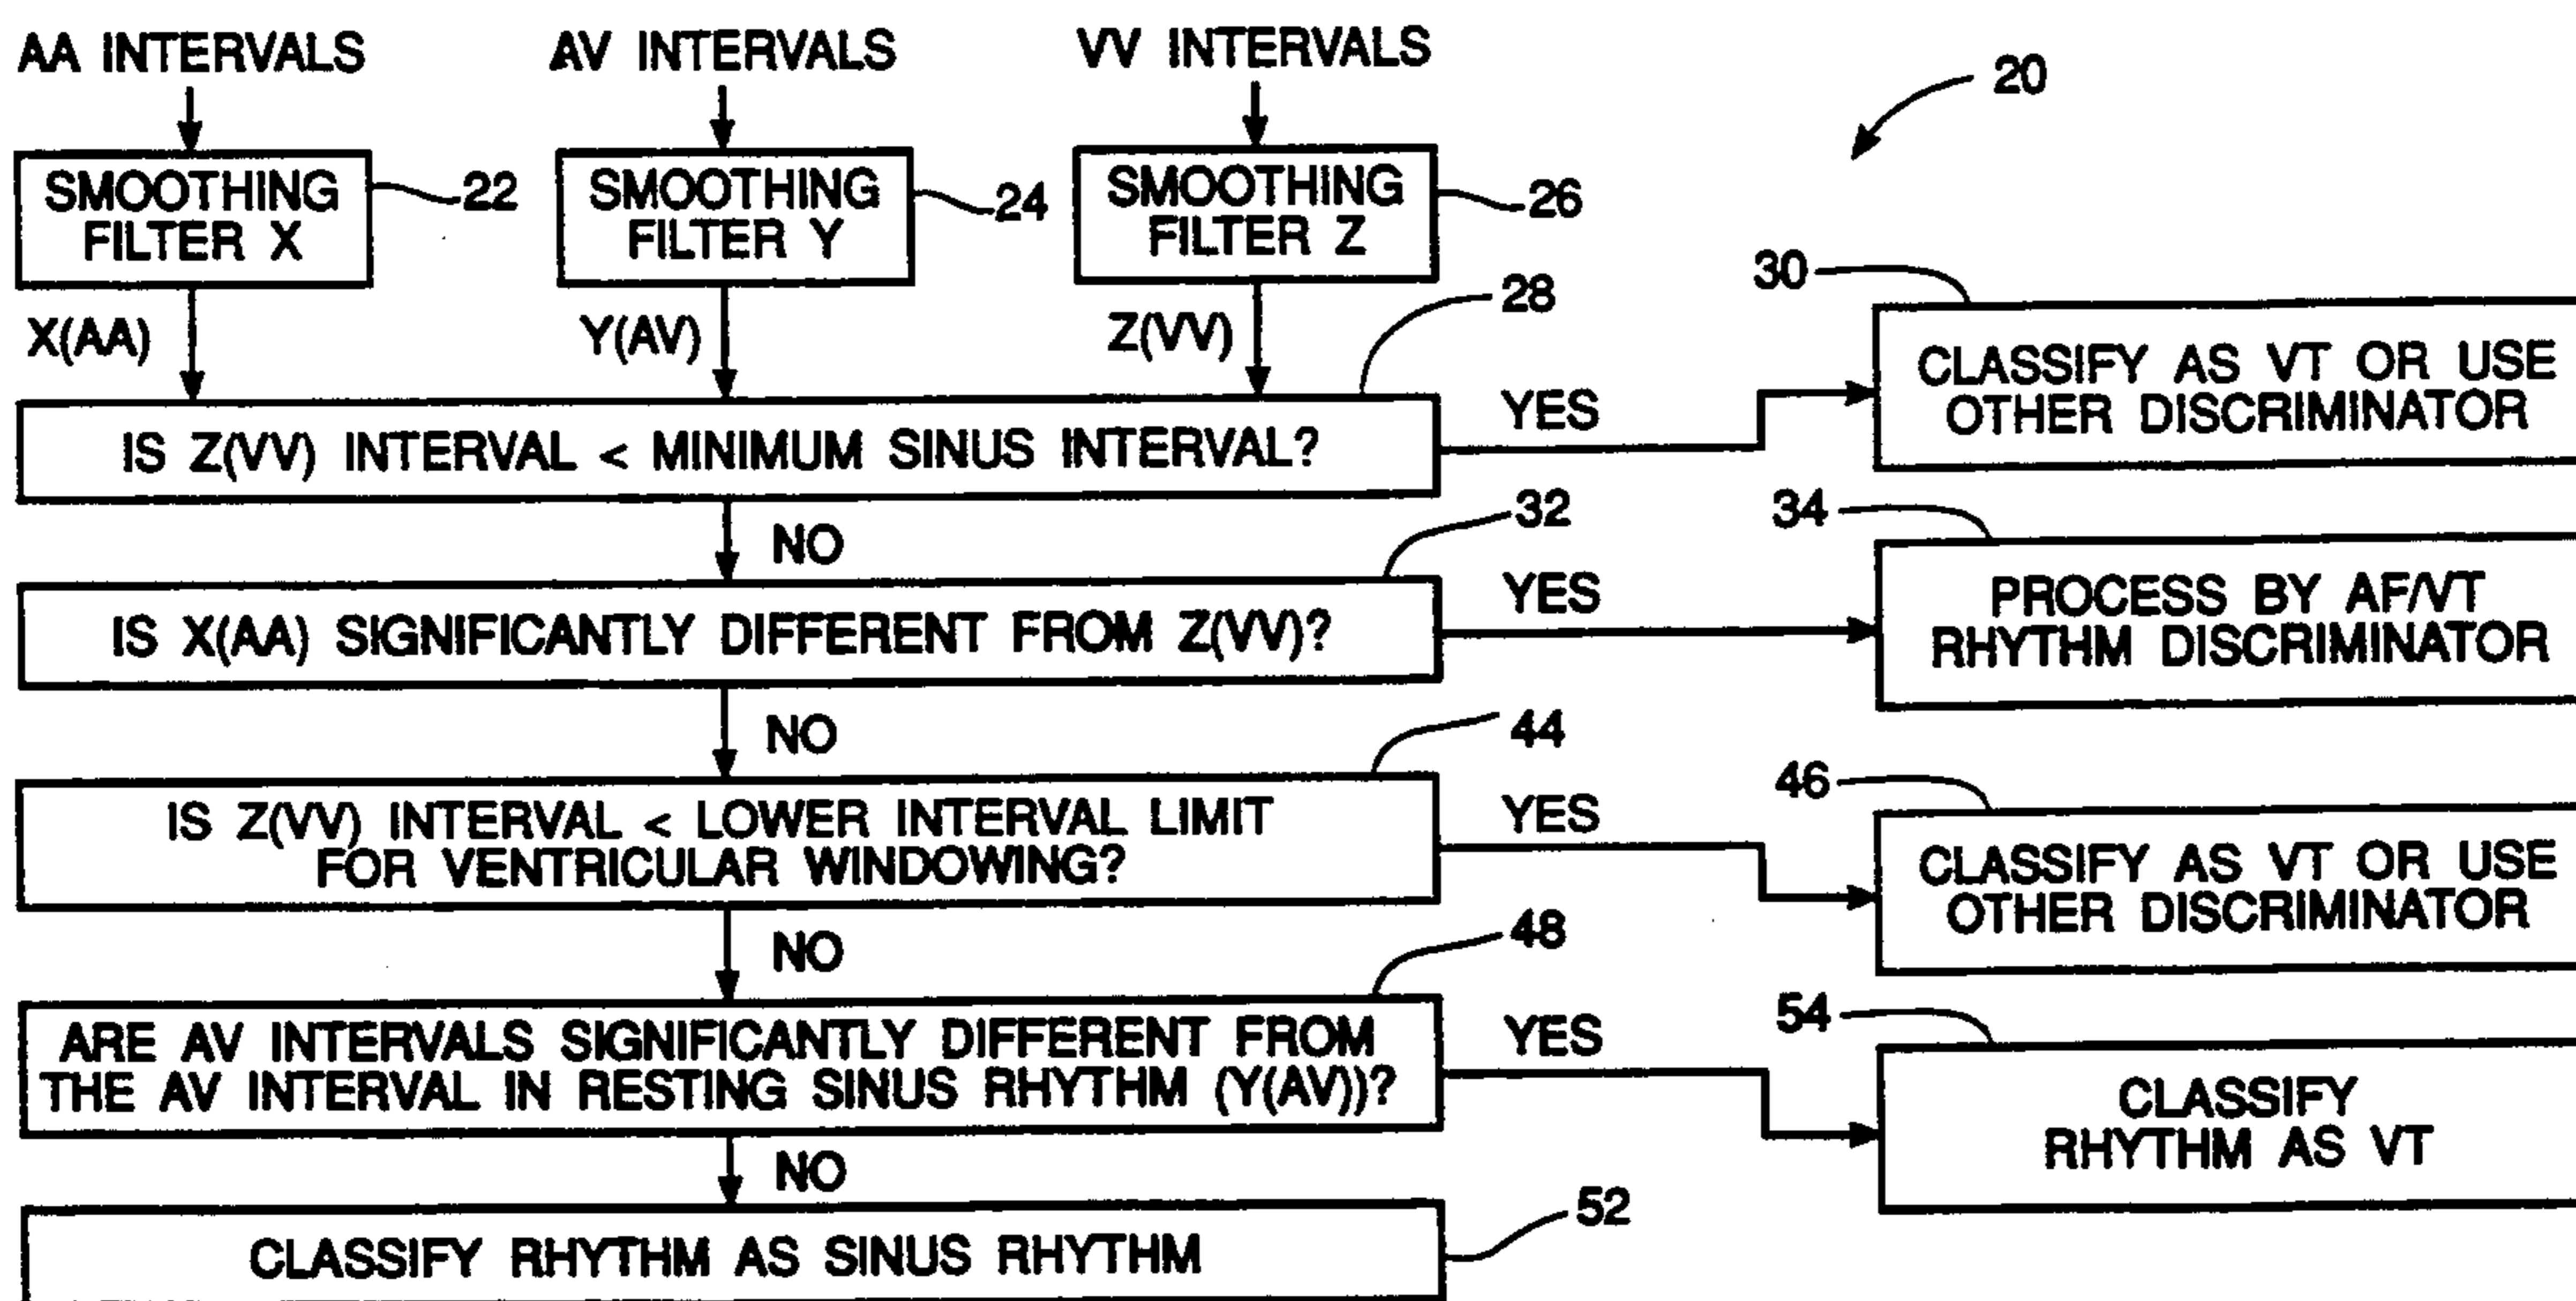 AA INTERVALS
AV INTERVALS
VV INTERVALS
20
SMOOTHING
FILTER X
22
SMOOTHING
FILTER Y
24
SMOOTHING
FILTER Z
26
X(AA)
Y(AV)
Z(VV)
28
30
IS Z(VV) INTERVAL < MINIMUM SINUS INTERVAL?
YES
CLASSIFY AS VT OR USE
OTHER DISCRIMINATOR
NO
32
34
IS X(AA) SIGNIFICANTLY DIFFERENT FROM Z(VV)?
YES
PROCESS BY AF/VT
RHYTHM DISCRIMINATOR
NO
44
46
IS Z(VV) INTERVAL < LOWER INTERVAL LIMIT
FOR VENTRICULAR WINDOWING?
YES
CLASSIFY AS VT OR USE
OTHER DISCRIMINATOR
NO
48
54
ARE AV INTERVALS SIGNIFICANTLY DIFFERENT FROM
THE AV INTERVAL IN RESTING SINUS RHYTHM (Y(AV))?
YES
CLASSIFY
RHYTHM AS VT
NO
52
CLASSIFY RHYTHM AS SINUS RHYTHM